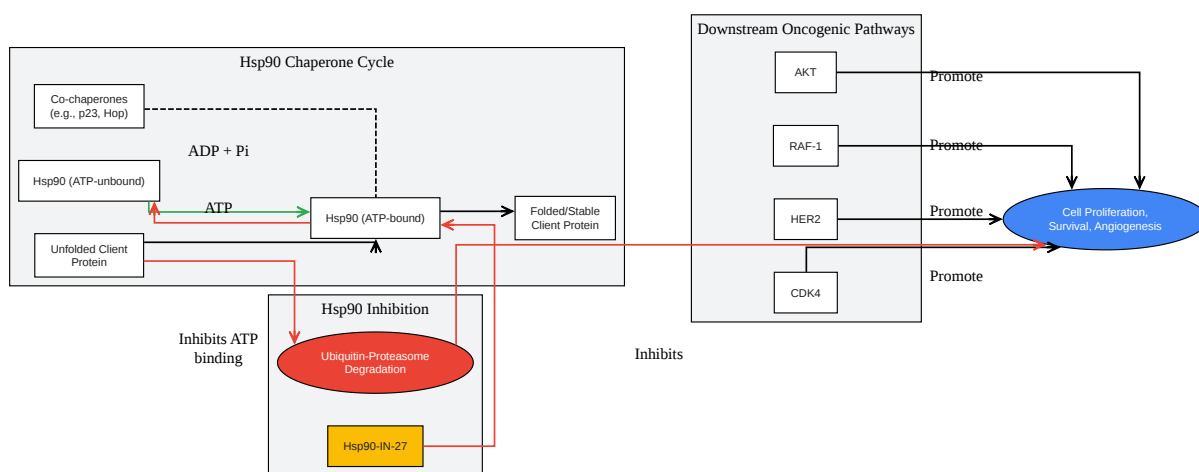 Hsp90 Chaperone Cycle
Co-chaperones
(e.g., p23, Hop)
ADP + Pi
Hsp90 (ATP-unbound)
ATP
Hsp90 (ATP-bound)
Folded/Stable
Client Protein
Unfolded Client
Protein
Hsp90 Inhibition
Inhibits ATP
binding
Ubiquitin-Proteasome
Degradation
Hsp90-IN-27
Inhibits
Downstream Oncogenic Pathways
AKT
Promote
RAF-1
Promote
HER2
Promote
CDK4
Promote
Cell Proliferation,
Survival, Angiogenesis